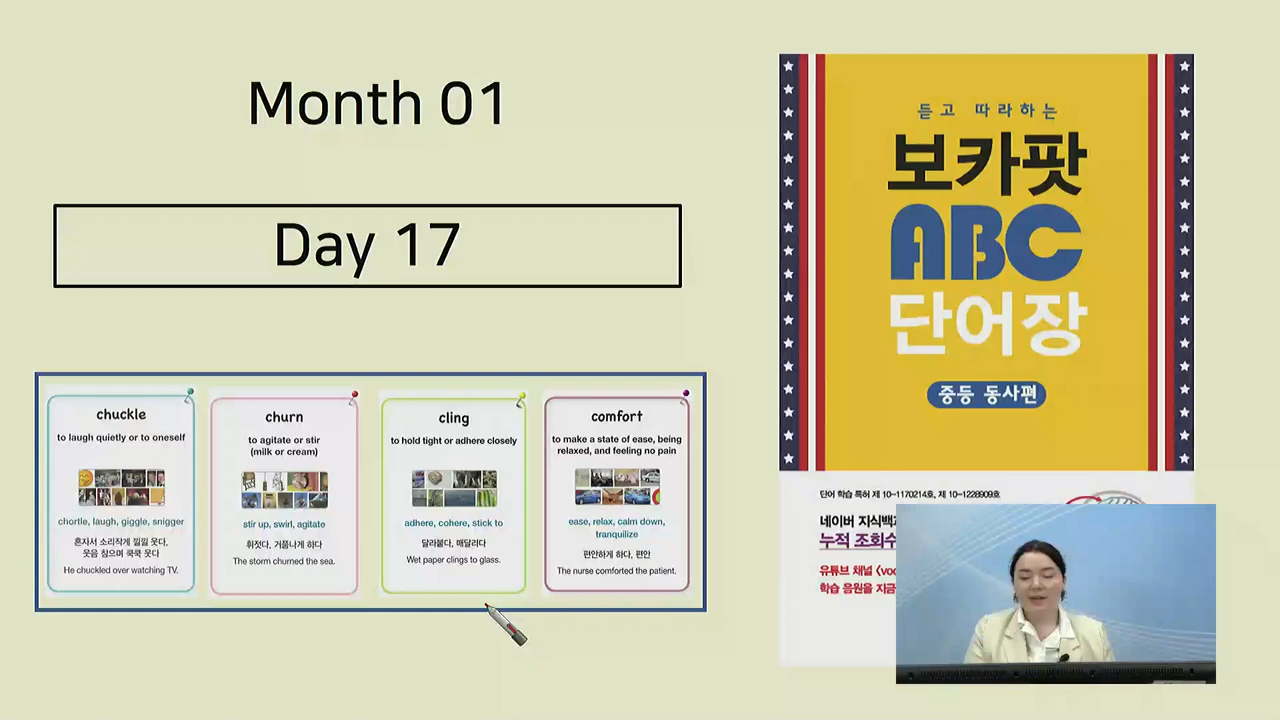 Month 01
Day 17
chuckle
to laugh quietly or to oneself
chortle, laugh, giggle, snigger
혼자서 소리작게 낄낄 웃다,
웃음 참으며 쿡쿡 웃다
He chuckled over watching TV.
churn
to agitate or stir
(milk or cream)
stir up, swirl, agitate
휘젓다, 거품나게 하다
The storm churned the sea.
cling
to hold tight or adhere closely
adhere, cohere, stick to
달라붙다, 매달리다
Wet paper clings to glass.
comfort
to make a state of ease, being
relaxed, and feeling no pain
ease, relax, calm down,
tranquilize
편안하게 하다, 편안
The nurse comforted the patient.
듣고 따라하는
보카팟
ABC
단어장
중등 동사편
단어 학습 특허 제 10-1170214호, 제 10-1228909호
네이버 지식백
누적 조회수
유튜브 채널 <voc
학습 음원을 지금